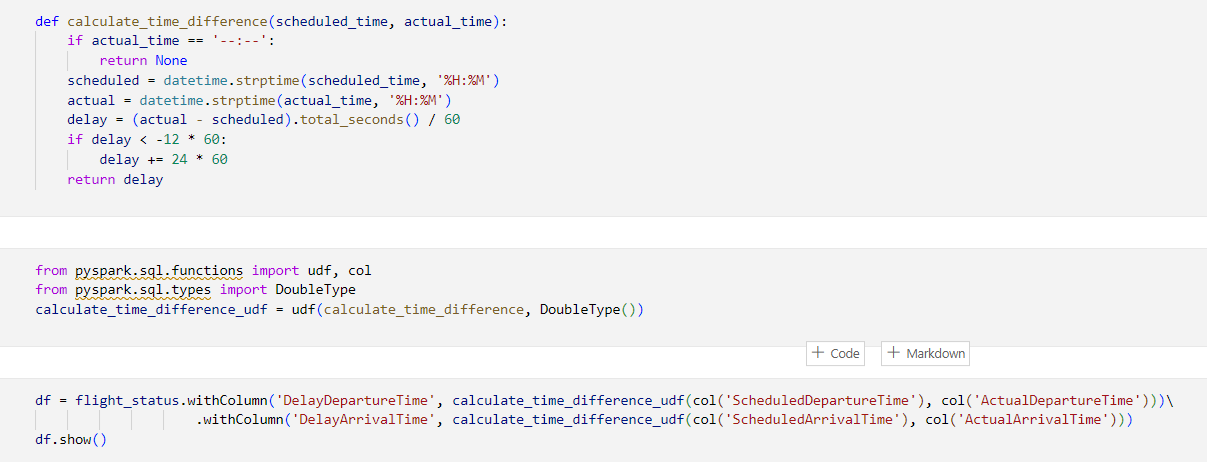 def calculate_time_difference(scheduled_time, actual_time):
    if actual_time == '--:--':
        return None
    scheduled = datetime.strptime(scheduled_time, '%H:%M')
    actual = datetime.strptime(actual_time, '%H:%M')
    delay = (actual - scheduled).total_seconds() / 60
    if delay < -12 * 60:
        delay += 24 * 60
    return delay
from pyspark.sql.functions import udf, col
from pyspark.sql.types import DoubleType
calculate_time_difference_udf = udf(calculate_time_difference, DoubleType())
+ Code + Markdown
df = flight_status.withColumn('DelayDepartureTime', calculate_time_difference_udf(col('ScheduledDepartureTime'), col('ActualDepartureTime')))\
                    .withColumn('DelayArrivalTime', calculate_time_difference_udf(col('ScheduledArrivalTime'), col('ActualArrivalTime')))
df.show()